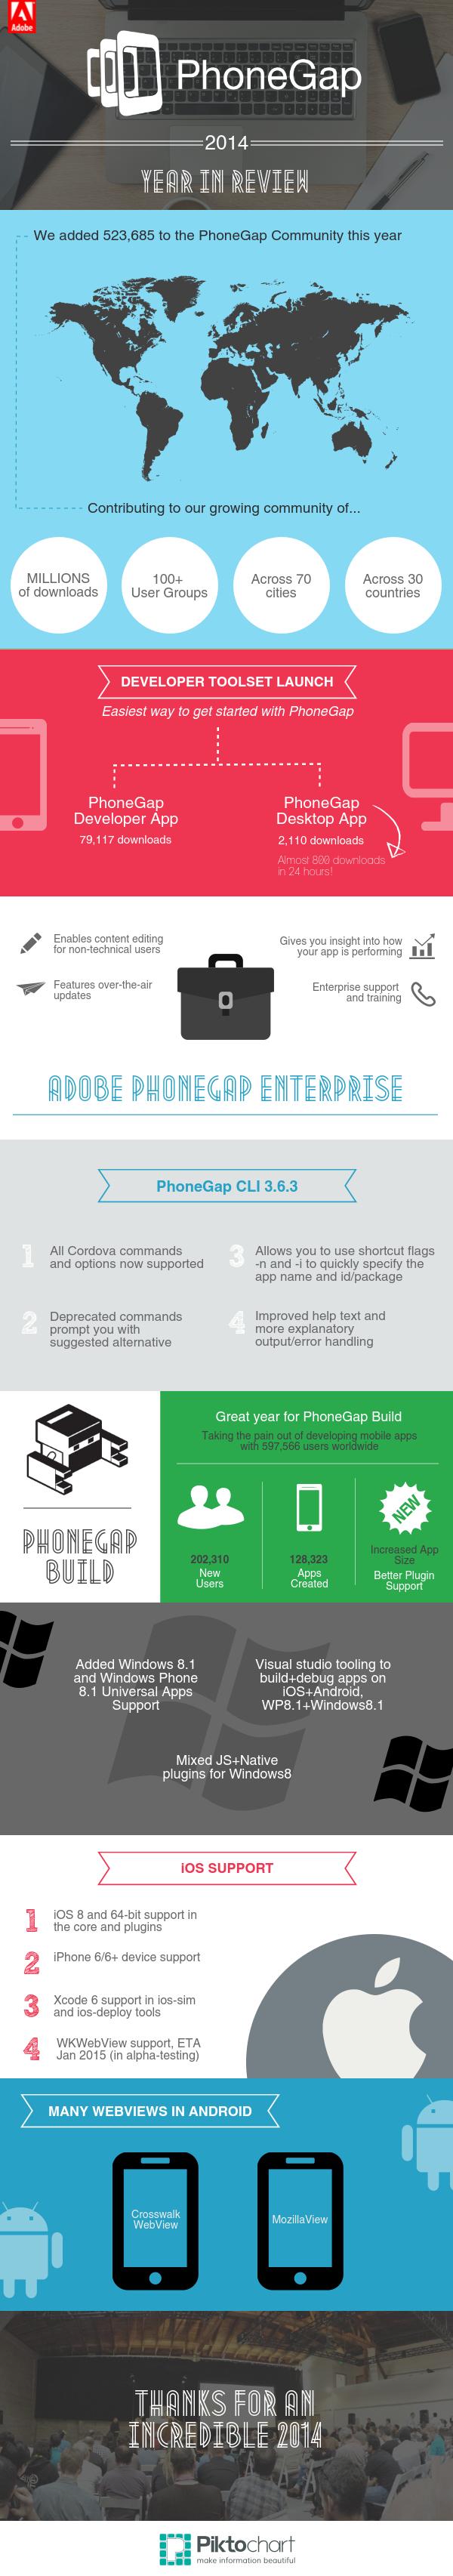 Adobe
PhoneGap
2014
YEAR IN REVIEW
We added 523,685 to the PhoneGap Community this year
Contributing to our growing community of...
MILLIONS
of downloads
100+
User Groups
Across 70
cities
Across 30
countries
DEVELOPER TOOLSET LAUNCH
Easiest way to get started with PhoneGap
PhoneGap
Developer App
79,117 downloads
PhoneGap
Desktop App
2,110 downloads
Almost 800 downloads
in 24 hours!
Enables content editing
for non-technical users
Features over-the-air
updates
Gives you insight into how
your app is performing
Enterprise support
and training
ADOBE PHONEGAP ENTERPRISE
PhoneGap CLI 3.6.3
1 All Cordova commands
and options now supported
2 Deprecated commands
prompt you with
suggested alternative
3 Allows you to use shortcut flags
-n and -i to quickly specify the
app name and id/package
4 Improved help text and
more explanatory
output/error handling
PHONEGAP
BUILD
Great year for PhoneGap Build
Taking the pain out of developing mobile apps
with 597,566 users worldwide
202,310
New
Users
128,323
Apps
Created
NEW
Increased App
Size
Better Plugin
Support
Added Windows 8.1
and Windows Phone
8.1 Universal Apps
Support
Visual studio tooling to
build+debug apps on
iOS+Android,
WP8.1+Windows8.1
Mixed JS+Native
plugins for Windows8
iOS SUPPORT
1 iOS 8 and 64-bit support in
the core and plugins
2 iPhone 6/6+ device support
3 Xcode 6 support in ios-sim
and ios-deploy tools
4 WKWebView support, ETA
Jan 2015 (in alpha-testing)
MANY WEBVIEWS IN ANDROID
Crosswalk
WebView
MozillaView
THANKS FOR AN
INCREDIBLE 2014
Piktochart
make information beautiful